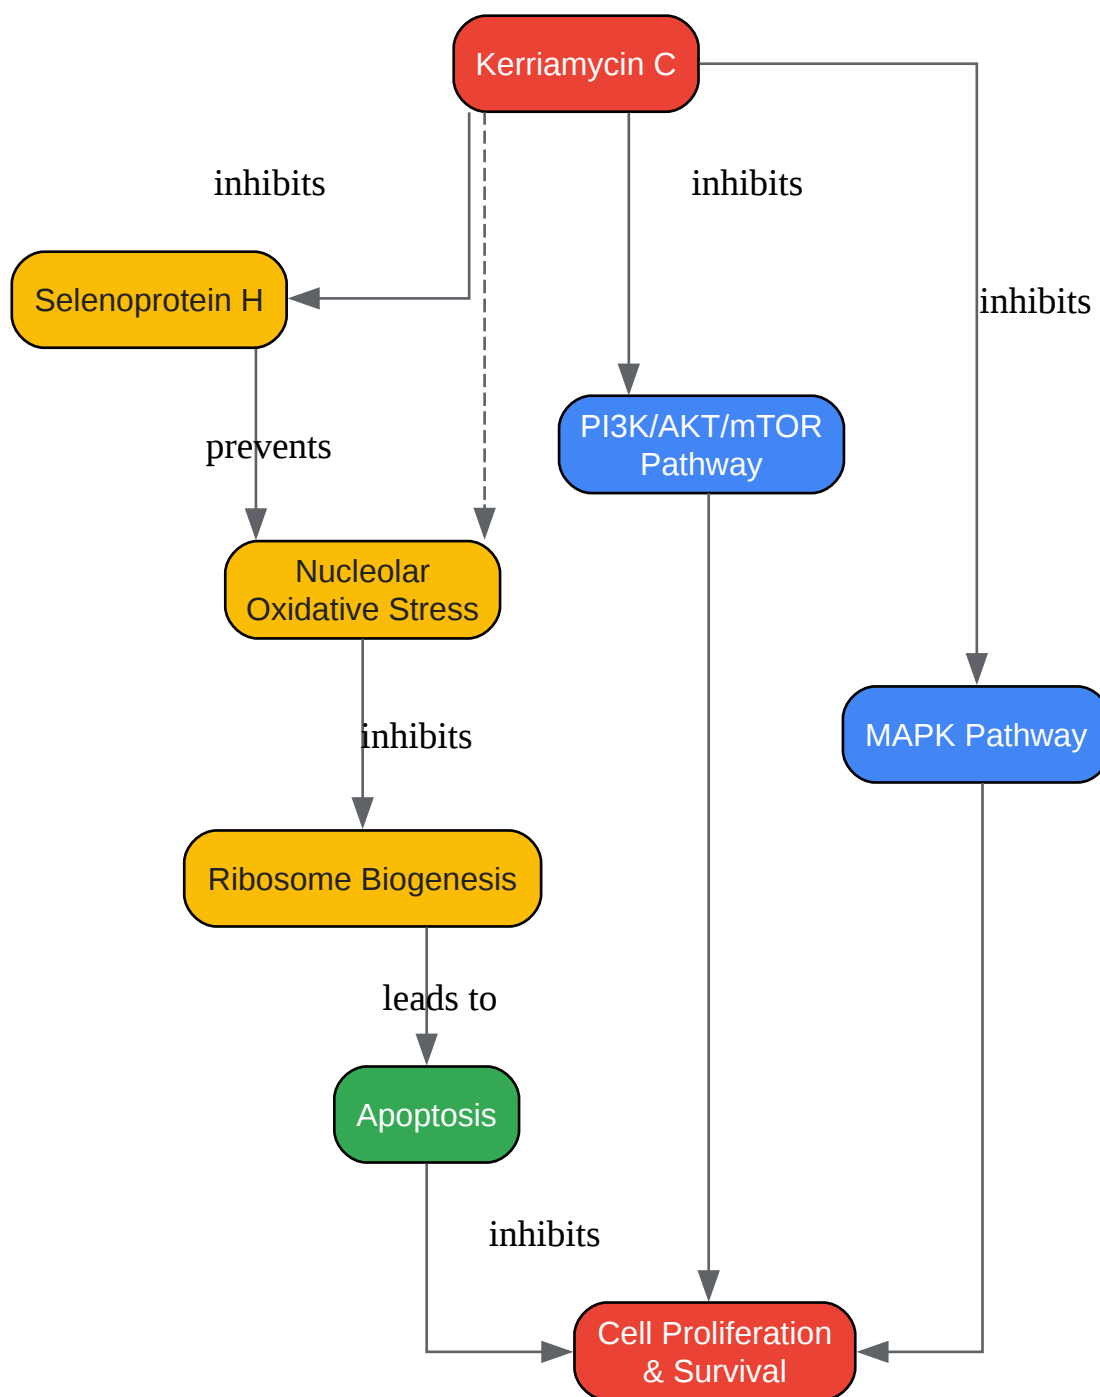 Kerriamycin C
inhibits
inhibits
Selenoprotein H
inhibits
PI3K/AKT/mTOR
Pathway
prevents
Nucleolar
Oxidative Stress
inhibits
MAPK Pathway
Ribosome Biogenesis
leads to
Apoptosis
inhibits
Cell Proliferation
& Survival